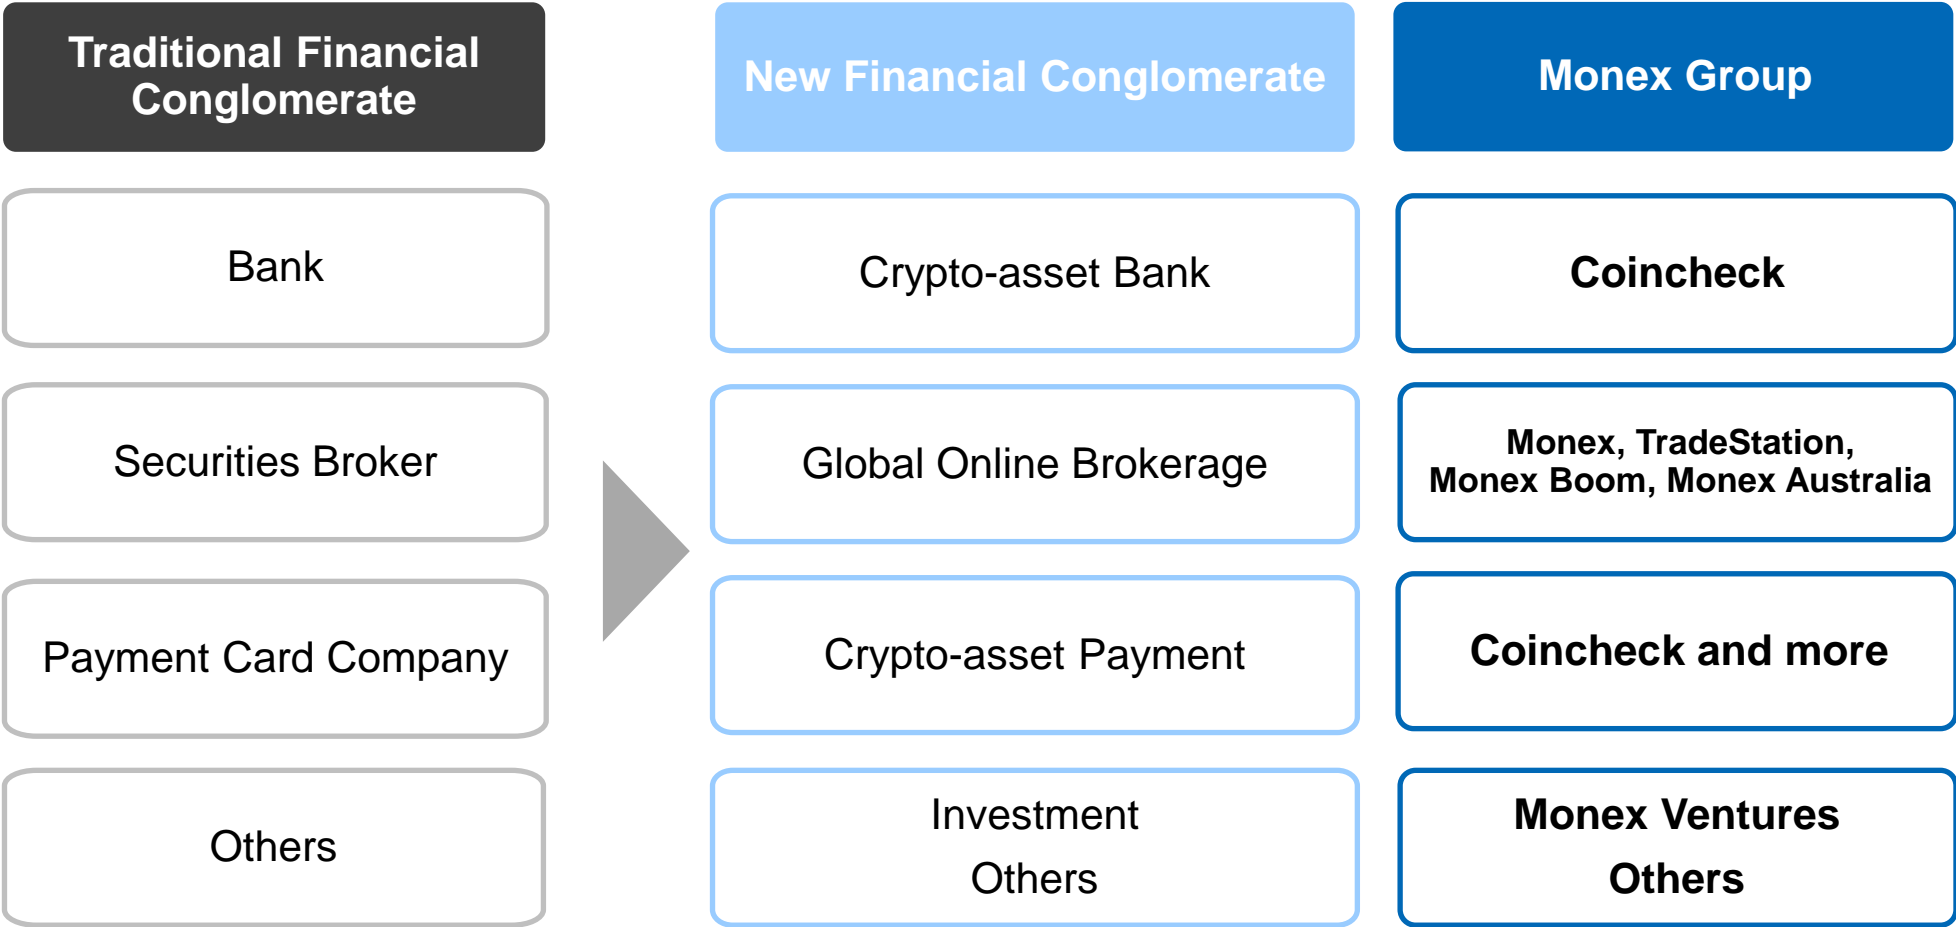 Traditional Financial
Conglomerate
New Financial Conglomerate
Monex Group
Bank
Crypto-asset Bank
Coincheck
Securities Broker
Global Online Brokerage
Monex, TradeStation,
Monex Boom, Monex Australia
Payment Card Company
Crypto-asset Payment
Coincheck and more
Others
Investment
Others
Monex Ventures
Others